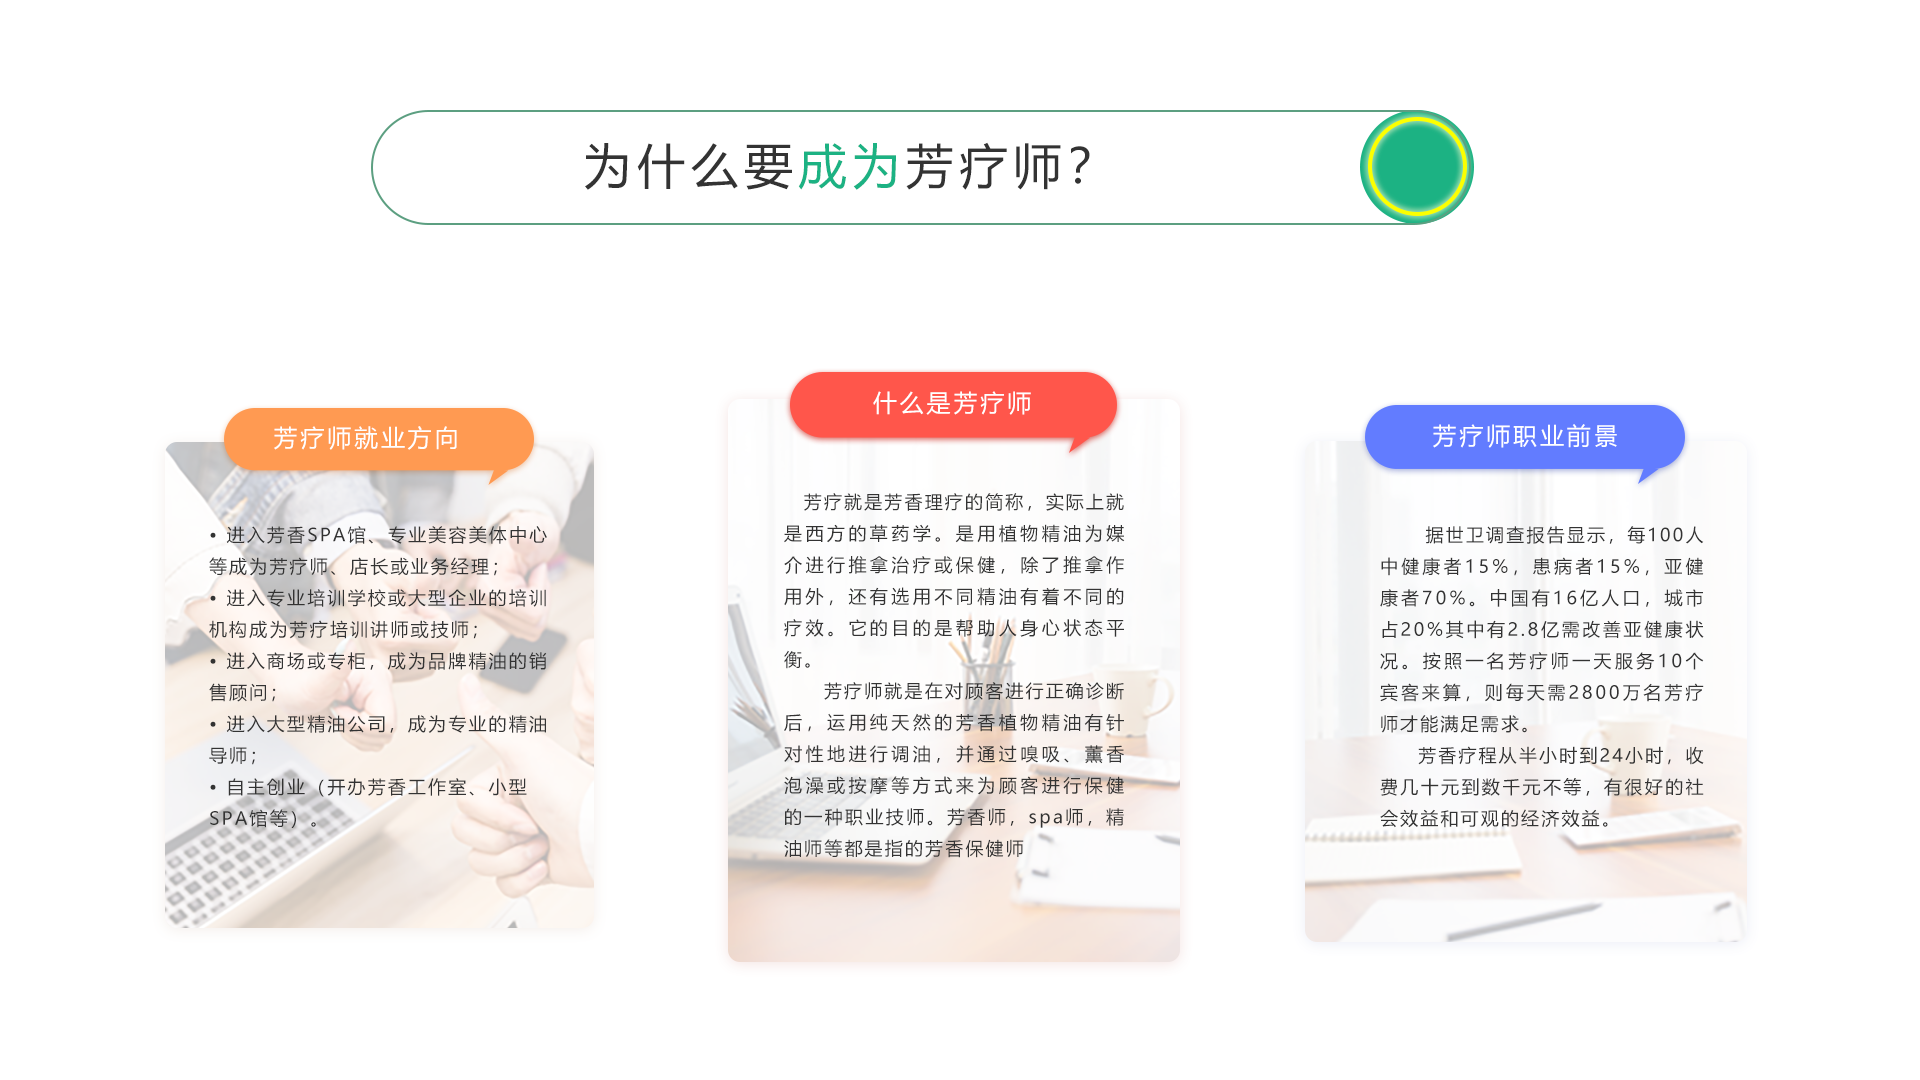 为什么要成为芳疗师？
芳疗师就业方向
• 进入芳香SPA馆、专业美容美体中心
等成为芳疗师、店长或业务经理；
• 进入专业培训学校或大型企业的培训
机构成为芳疗培训讲师或技师；
• 进入商场或专柜，成为品牌精油的销
售顾问；
• 进入大型精油公司，成为专业的精油
导师；
• 自主创业（开办芳香工作室、小型
SPA馆等）。
什么是芳疗师
芳疗就是芳香理疗的简称，实际上就
是西方的草药学。是用植物精油为媒
介进行推拿治疗或保健，除了推拿作
用外，还有选用不同精油有着不同的
疗效。它的目的是帮助人身心状态平
衡。
芳疗师就是在对顾客进行正确诊断
后，运用纯天然的芳香植物精油有针
对性地进行调油，并通过嗅吸、薰香
泡澡或按摩等方式来为顾客进行保健
的一种职业技师。芳香师，spa师，精
油师等都是指的芳香保健师
芳疗师职业前景
据世卫调查报告显示，每100人
中健康者15%，患病者15%，亚健
康者70%。中国有16亿人口，城市
占20%其中有2.8亿需改善亚健康状
况。按照一名芳疗师一天服务10个
宾客来算，则每天需2800万名芳疗
师才能满足需求。
芳香疗程从半小时到24小时，收
费几十元到数千元不等，有很好的社
会效益和可观的经济效益。